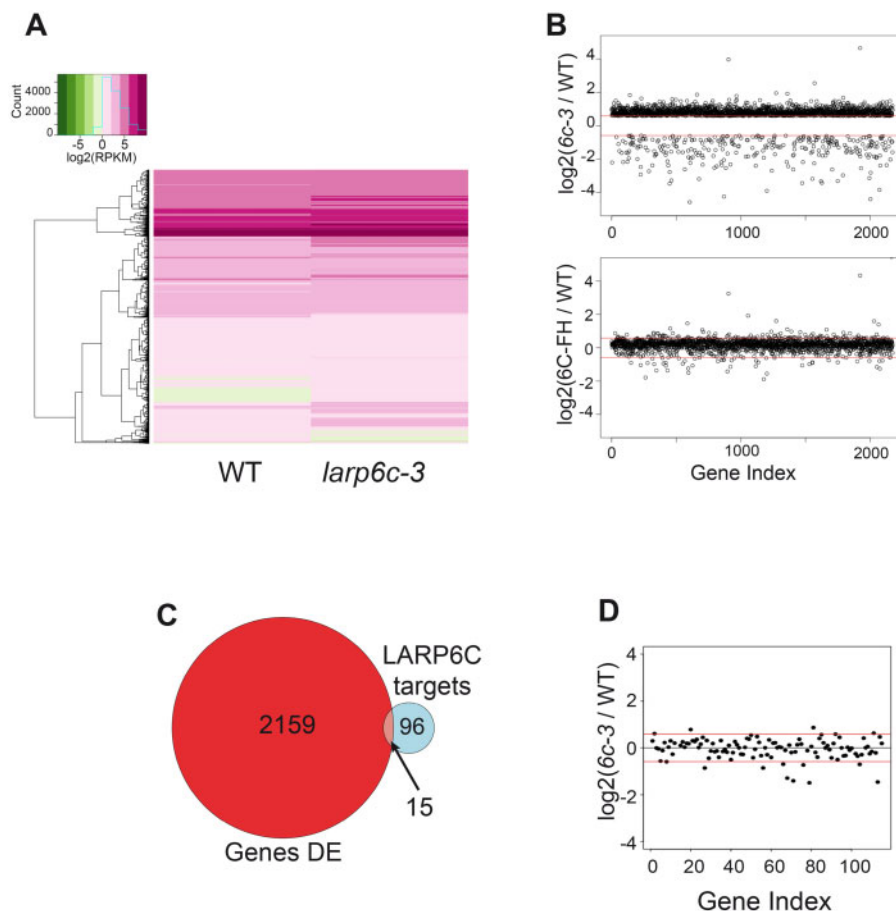 A
Count
4000
2000
0
-5 0 5
log2(RPKM)
WT
larp6c-3
B
log2(6c-3 / WT)
4
2
0
-2
-4
0 1000 2000
log2(6C-FH / WT)
4
2
0
-2
-4
0 1000 2000
Gene Index
C
LARP6C
targets
2159
96
15
Genes DE
D
log2(6c-3 / WT)
4
2
0
-2
-4
0 20 40 60 80 100
Gene Index